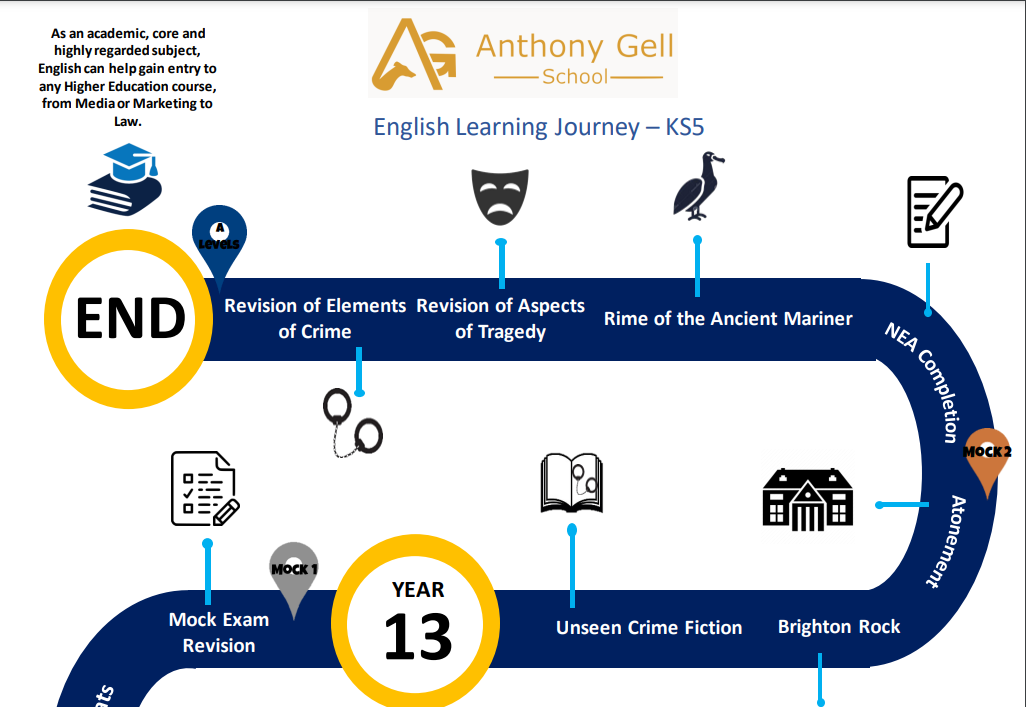 As an academic, core and
highly regarded subject,
English can help gain entry to
any Higher Education course,
from Media or Marketing to
Law.
Anthony Gell
School
English Learning Journey – KS5
A
Levels
END
Revision of Elements
of Crime
Revision of Aspects
of Tragedy
Rime of the Ancient Mariner
NEA Completion
Mock 2
Atonement
Brighton Rock
Unseen Crime Fiction
YEAR
13
Mock 1
Mock Exam
Revision